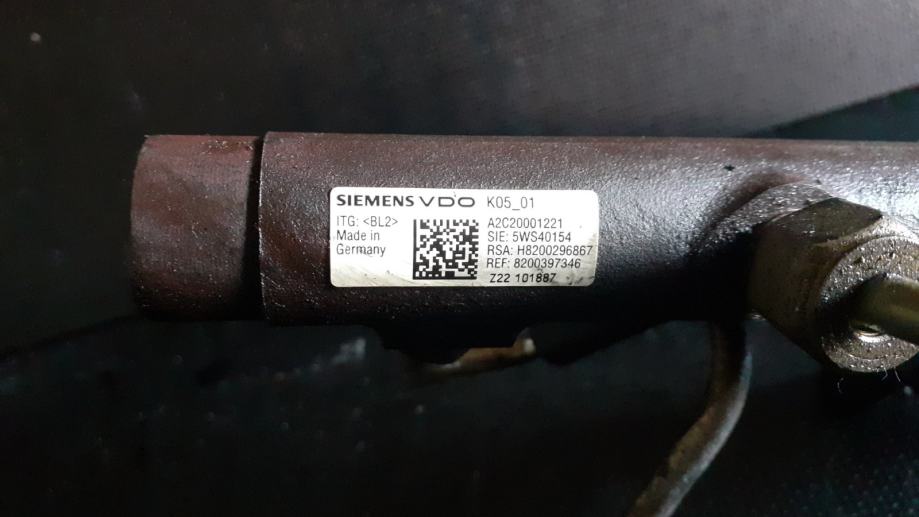 SIEMENS VDO K05_01
ITG: <BL2> A2C20001221
Made in SIE: 5WS40154
Germany RSA: H8200296867
REF: 8200397346
Z22 101887